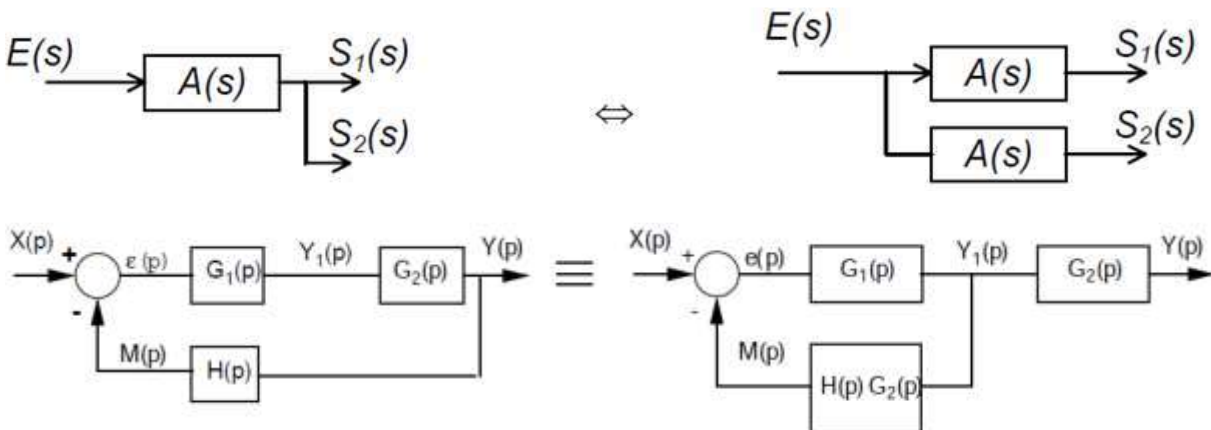 E(s) A(s) S₁(s) S₂(s)
⇔
E(s) A(s) S₁(s) A(s) S₂(s)
X(p) + - ε(p) G₁(p) Y₁(p) G₂(p) Y(p)
M(p) H(p)
≡
X(p) + - e(p) G₁(p) Y₁(p) G₂(p) Y(p)
M(p) H(p) G₂(p)